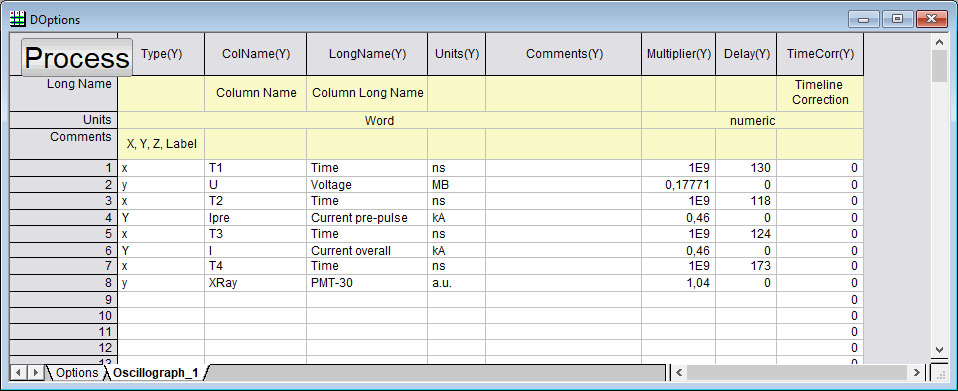 DOptions
Process Type(Y) ColName(Y) LongName(Y) Units(Y) Comments(Y) Multiplier(Y) Delay(Y) TimeCorr(Y)
Long Name Column Name Column Long Name Timeline Correction
Units Word numeric
Comments X, Y, Z, Label
1 x T1 Time ns 1E9 130 0
2 y U Voltage MB 0,17771 0 0
3 x T2 Time ns 1E9 118 0
4 Y Ipre Current pre-pulse kA 0,46 0 0
5 x T3 Time ns 1E9 124 0
6 Y I Current overall kA 0,46 0 0
7 x T4 Time ns 1E9 173 0
8 y XRay PMT-30 a.u. 1,04 0 0
9 0
10 0
11 0
12 0
13 0
Options Oscillograph_1